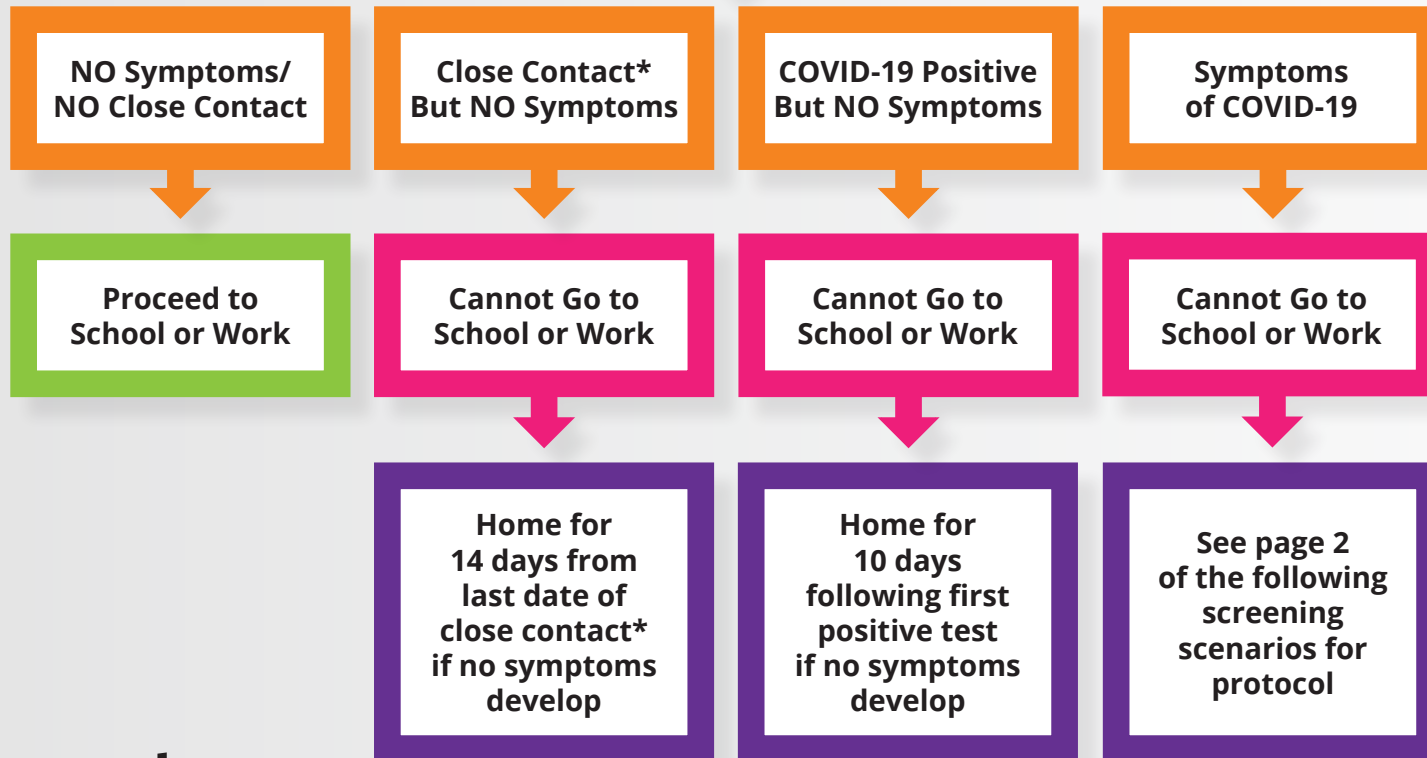 NO Symptoms/
NO Close Contact
Close Contact*
But NO Symptoms
COVID-19 Positive
But NO Symptoms
Symptoms
of COVID-19
Proceed to
School or Work
Cannot Go to
School or Work
Cannot Go to
School or Work
Cannot Go to
School or Work
Home for
14 days from
last date of
close contact*
if no symptoms
develop
Home for
10 days
following first
positive test
if no symptoms
develop
See page 2
of the following
screening
scenarios for
protocol